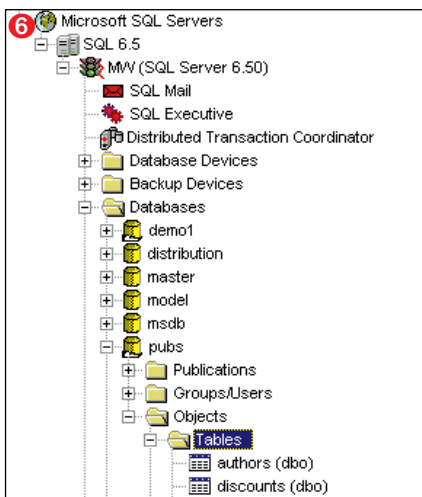 6 Microsoft SQL Servers
SQL 6.5
MW (SQL Server 6.50)
SQL Mail
SQL Executive
Distributed Transaction Coordinator
Database Devices
Backup Devices
Databases
demo1
distribution
master
model
msdb
pubs
Publications
Groups/Users
Objects
Tables
authors (dbo)
discounts (dbo)